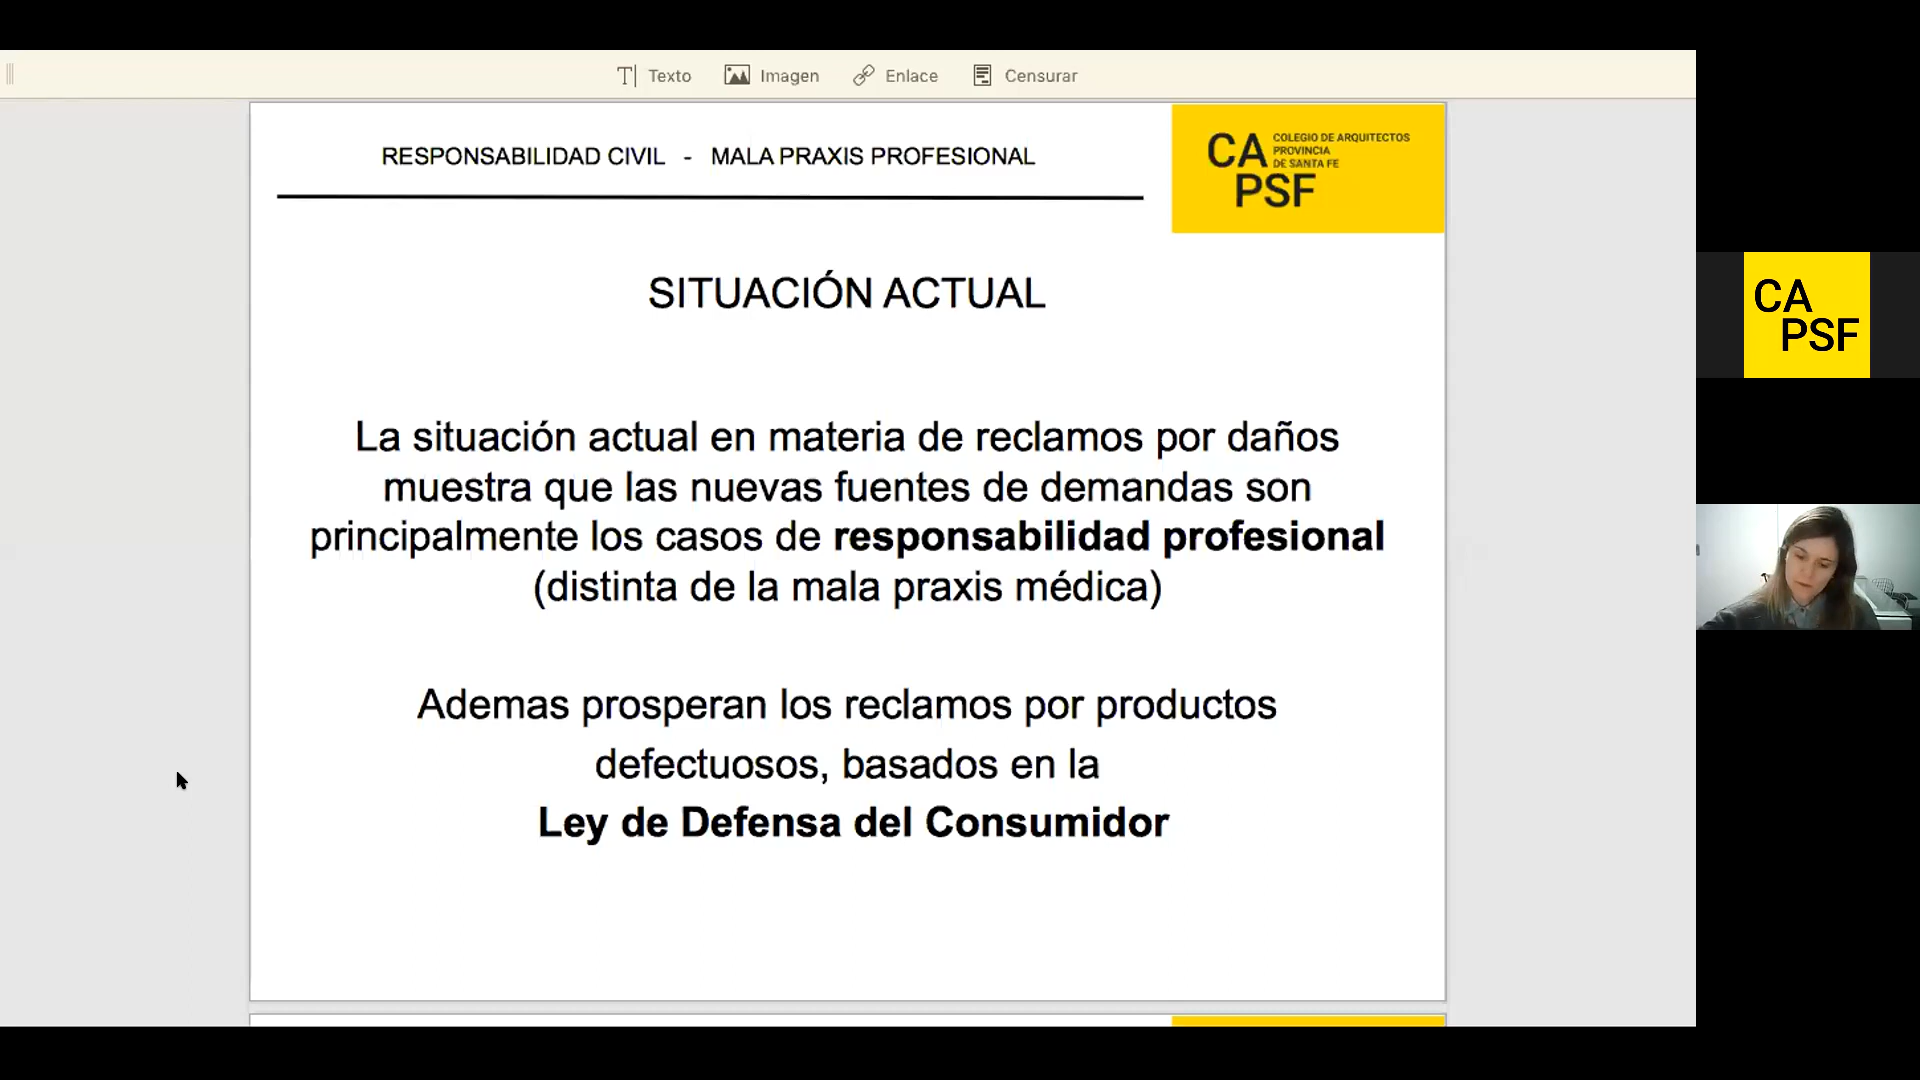 Texto
Imagen
Enlace
Censurar
RESPONSABILIDAD CIVIL - MALA PRAXIS PROFESIONAL
CA
PSF
COLEGIO DE ARQUITECTOS
PROVINCIA
DE SANTA FE
SITUACIÓN ACTUAL
La situación actual en materia de reclamos por daños
muestra que las nuevas fuentes de demandas son
principalmente los casos de responsabilidad profesional
(distinta de la mala praxis médica)
Ademas prosperan los reclamos por productos
defectuosos, basados en la
Ley de Defensa del Consumidor
CA
PSF